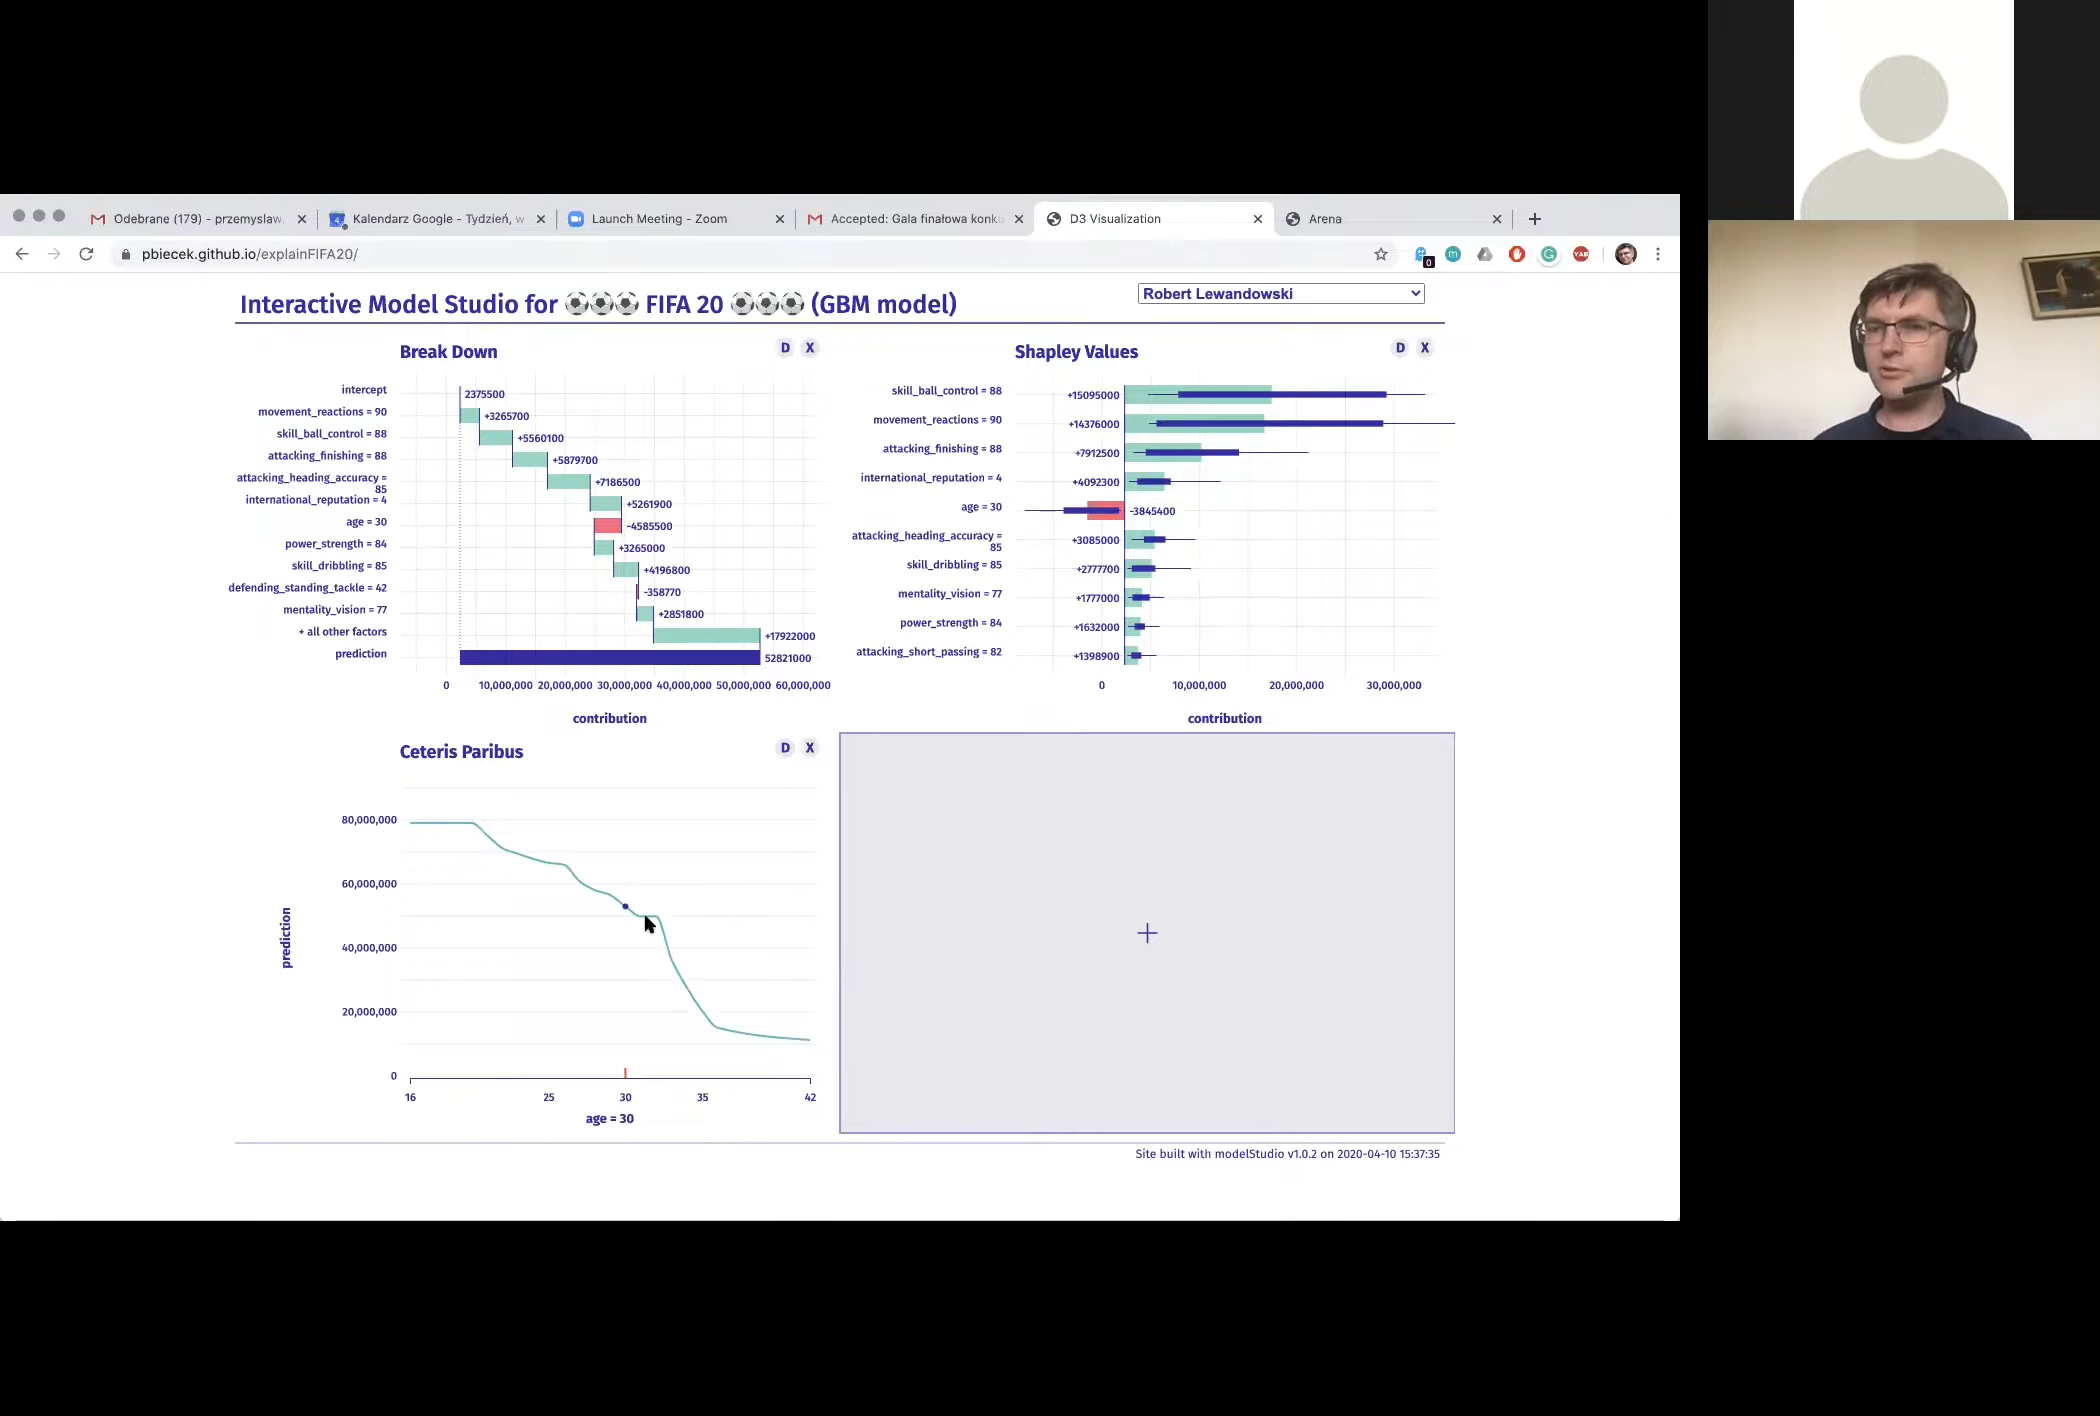 Odebrane (179) - przemyslaw.
Kalendarz Google - Tydzień, w
Launch Meeting - Zoom
Accepted: Gala finałowa konku
D3 Visualization
Arena
pbiecek.github.io/explainFIFA20/
0
Interactive Model Studio for ⚽⚽⚽ FIFA 20 ⚽⚽⚽ (GBM model)
Robert Lewandowski
Break Down
D X
intercept
2375500
movement_reactions = 90
+3265700
skill_ball_control = 88
+5560100
attacking_finishing = 88
+5879700
attacking_heading_accuracy =
85
+7186500
international_reputation = 4
+5261900
age = 30
-4585500
power_strength = 84
+3265000
skill_dribbling = 85
+4196800
defending_standing_tackle = 42
-358770
mentality_vision = 77
+2851800
+ all other factors
+17922000
prediction
52821000
0 10,000,000 20,000,000 30,000,000 40,000,000 50,000,000 60,000,000
contribution
Shapley Values
D X
skill_ball_control = 88
+15095000
movement_reactions = 90
+14376000
attacking_finishing = 88
+7912500
international_reputation = 4
+4092300
age = 30
-3845400
attacking_heading_accuracy =
85
+3085000
skill_dribbling = 85
+2777700
mentality_vision = 77
+1777000
power_strength = 84
+1632000
attacking_short_passing = 82
+1398900
0 10,000,000 20,000,000 30,000,000
contribution
Ceteris Paribus
D X
80,000,000
60,000,000
40,000,000
20,000,000
0
prediction
16 25 30 35 42
age = 30
Site built with modelStudio v1.0.2 on 2020-04-10 15:37:35